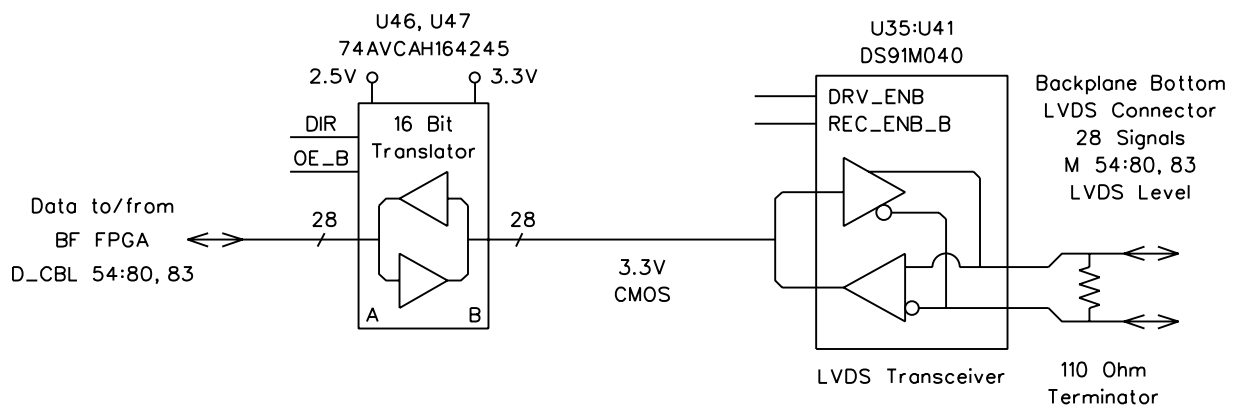 U46, U47
74AVCAH164245
2.5V
3.3V
DIR
OE_B
16 Bit
Translator
A
B
Data to/from
BF FPGA
D_CBL 54:80, 83
28
28
3.3V
CMOS
U35:U41
DS91M040
DRV_ENB
REC_ENB_B
LVDS Transceiver
Backplane Bottom
LVDS Connector
28 Signals
M 54:80, 83
LVDS Level
110 Ohm
Terminator